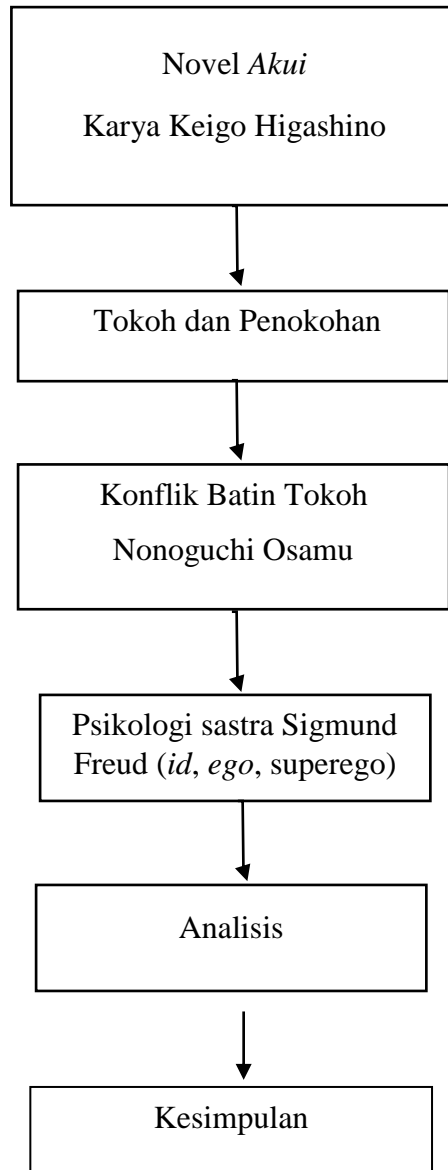 Novel Akui
Karya Keigo Higashino
Tokoh dan Penokohan
Konflik Batin Tokoh
Nonoguchi Osamu
Psikologi sastra Sigmund
Freud (id, ego, superego)
Analisis
Kesimpulan